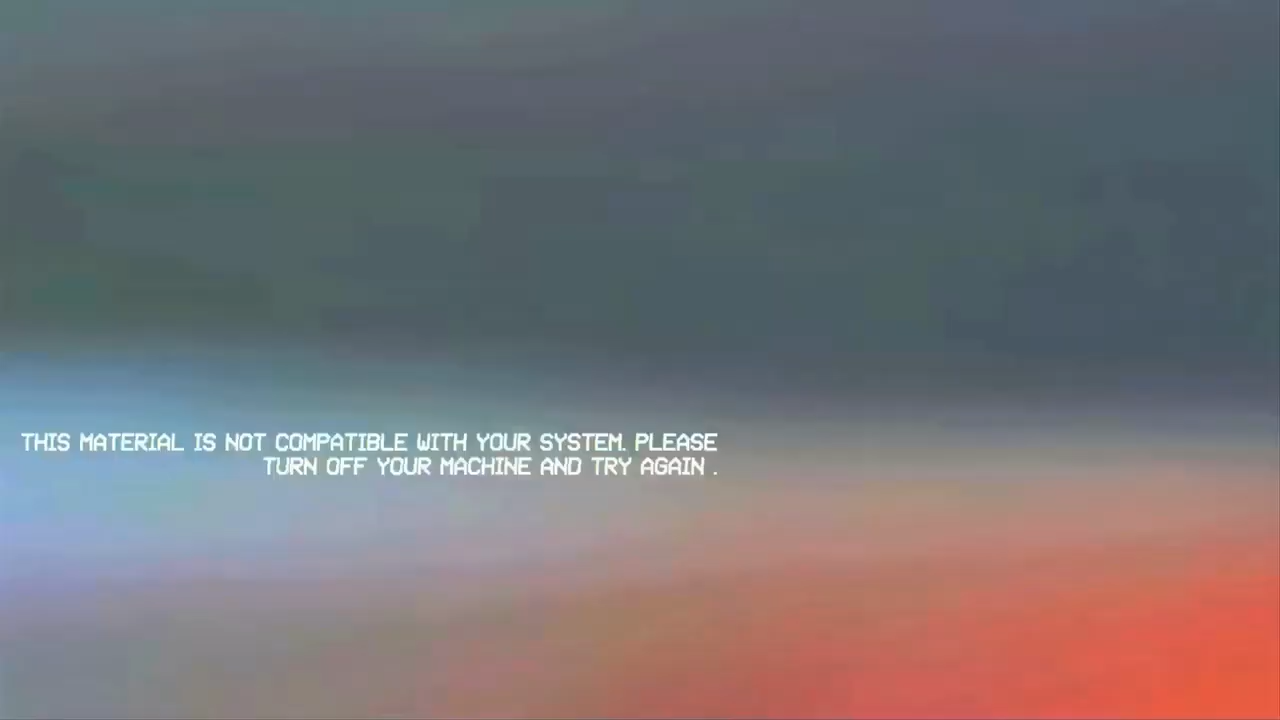 THIS MATERIAL IS NOT COMPATIBLE WITH YOUR SYSTEM. PLEASE
TURN OFF YOUR MACHINE AND TRY AGAIN .